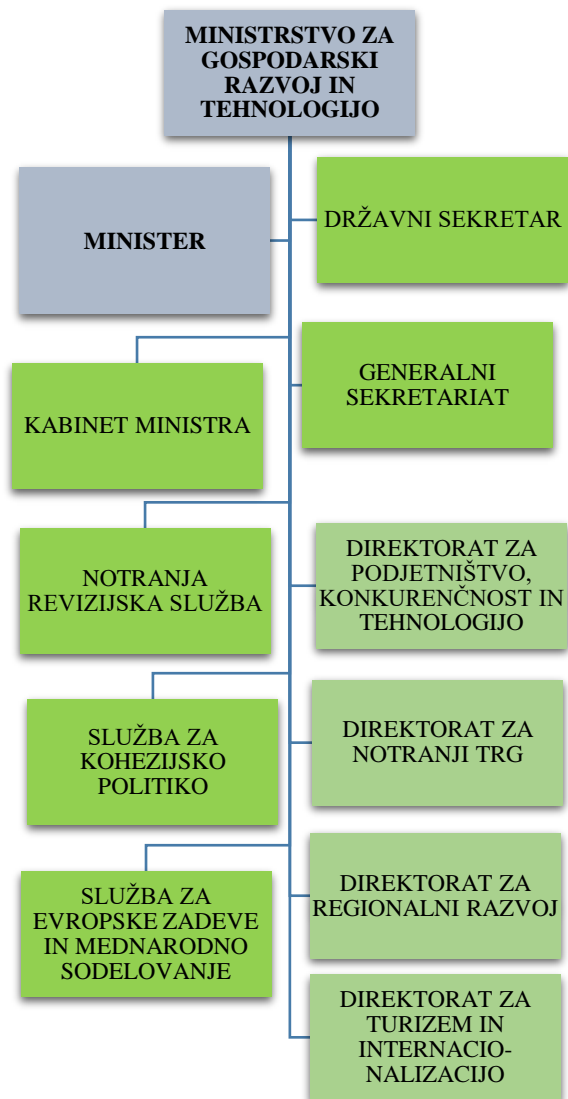 MINISTRSTVO ZA
GOSPODARSKI
RAZVOJ IN
TEHNOLOGIJO
MINISTER
DRŽAVNI SEKRETAR
KABINET MINISTRA
GENERALNI
SEKRETARIAT
NOTRANJA
REVIZIJSKA SLUŽBA
DIREKTORAT ZA
PODJETNIŠTVO,
KONKURENČNOST IN
TEHNOLOGIJO
SLUŽBA ZA
KOHEZIJSKO
POLITIKO
DIREKTORAT ZA
NOTRANJI TRG
SLUŽBA ZA
EVROPSKE ZADEVE
IN MEDNARODNO
SODELOVANJE
DIREKTORAT ZA
REGIONALNI RAZVOJ
DIREKTORAT ZA
TURIZEM IN
INTERNACIO-
NALIZACIJO